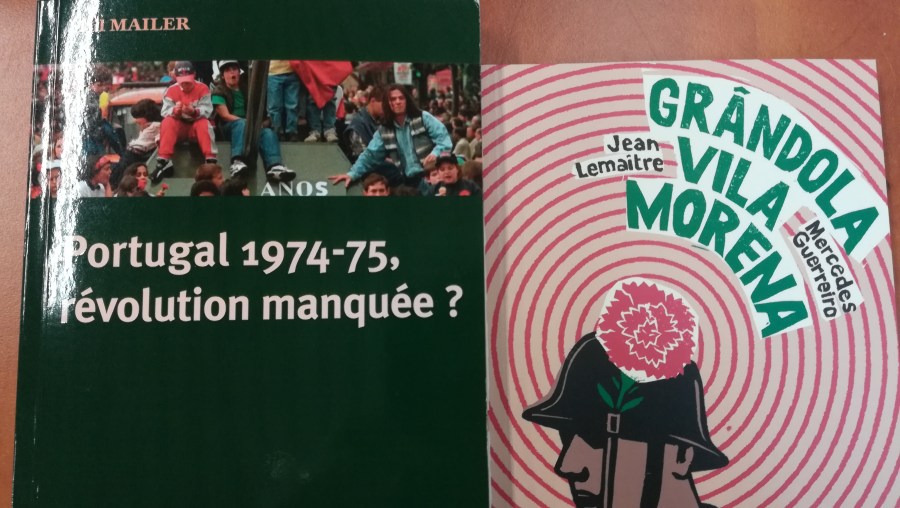 MAILER
ANOS
Portugal 1974-75,
révolution manquée ?
GRÂNDOLA
VILA
MORENA
Jean
Lemaitre
Mercedes
Guerreiro